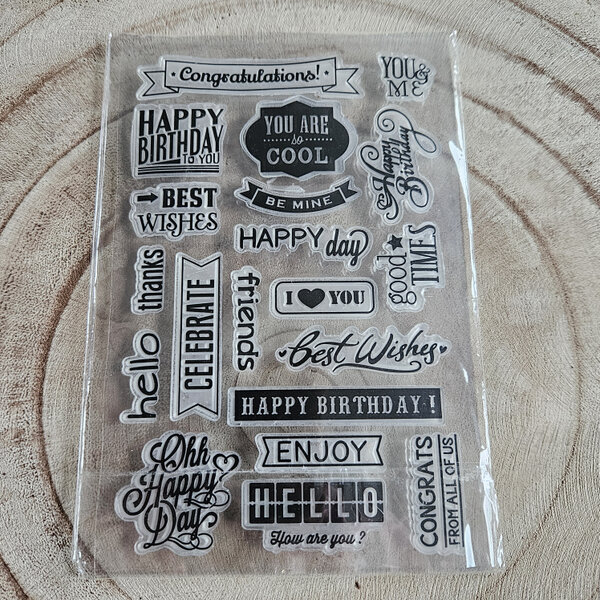 Congratulations!
YOU &
ME
HAPPY
BIRTHDAY
TO YOU
YOU ARE
so
COOL
Happy
Birthday
BE MINE
BEST
WISHES
HAPPY day
good
TIMES
thanks
CELEBRATE
friends
I ♥ YOU
hello
Best Wishes
HAPPY BIRTHDAY!
Ohh
Happy
Day
ENJOY
HELLO
How are you?
CONGRATS
FROM ALL OF US